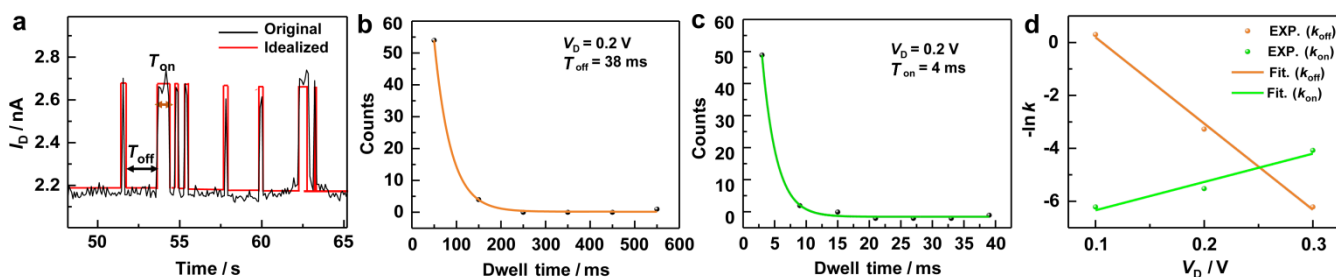 a
Original
Idealized
T on
T off
3.0
2.8
2.6
2.4
2.2
I D / nA
50 55 60 65
Time / s
b
V D = 0.2 V
T off = 38 ms
60
50
40
30
20
10
0
Counts
0 100 200 300 400 500 600
Dwell time / ms
c
V D = 0.2 V
T on = 4 ms
60
50
40
30
20
10
0
Counts
0 5 10 15 20 25 30 35 40
Dwell time / ms
d
EXP. (k off)
EXP. (k on)
Fit. (k off)
Fit. (k on)
0
-2
-4
-6
-ln k
0.1 0.2 0.3
V D / V